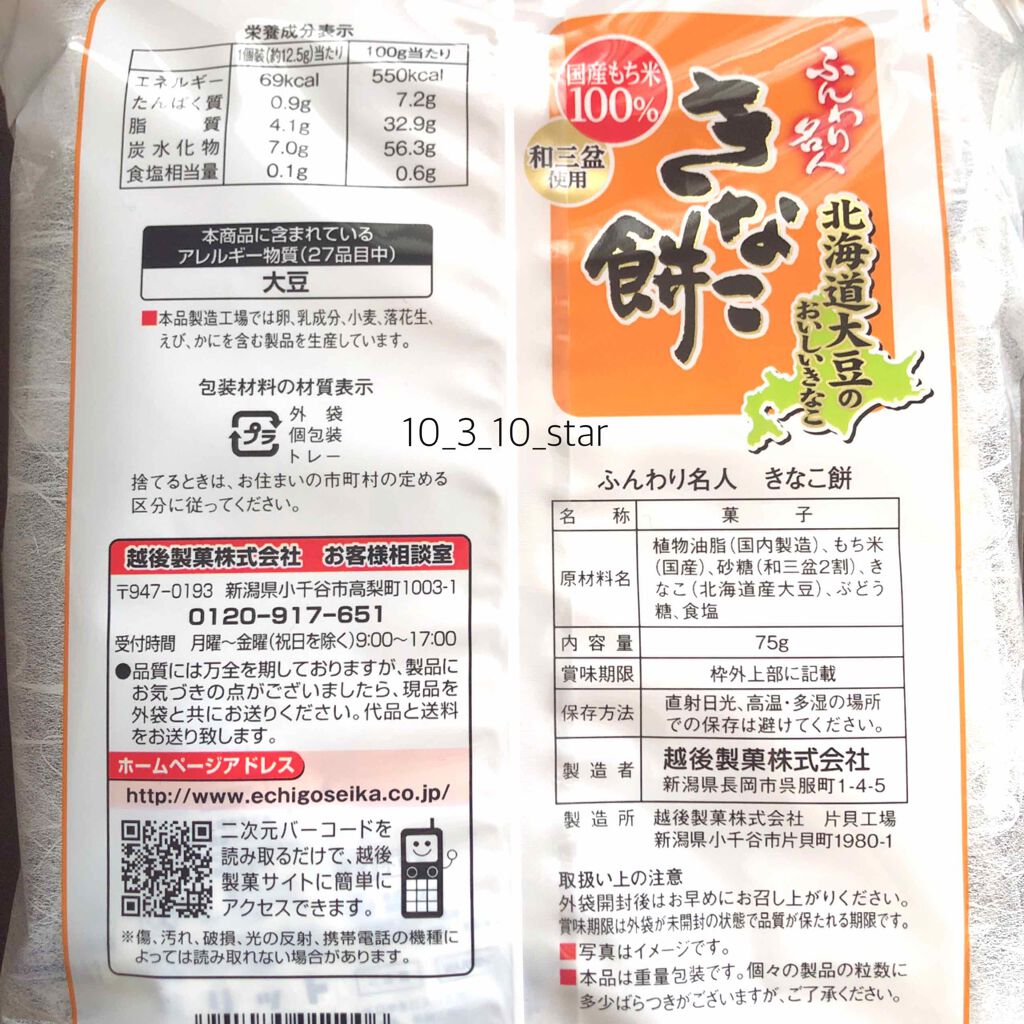 栄養成分表示
1個装(約12.5g)当たり 100g当たり
エネルギー 69kcal 550kcal
たんぱく質 0.9g 7.2g
脂質 4.1g 32.9g
炭水化物 7.0g 56.3g
食塩相当量 0.1g 0.6g
本商品に含まれている
アレルギー物質(27品目中)
大豆
■本品製造工場では卵、乳成分、小麦、落花生、
えび、かにを含む製品を生産しています。
包装材料の材質表示
プラ
外袋
個包装
トレー
捨てるときは、お住まいの市町村の定める
区分に従ってください。
越後製菓株式会社 お客様相談室
〒947-0193 新潟県小千谷市高梨町1003-1
0120-917-651
受付時間 月曜〜金曜(祝日を除く)9:00〜17:00
●品質には万全を期しておりますが、製品に
お気づきの点がございましたら、現品を
外袋と共にお送りください。代品と送料
をお送り致します。
ホームページアドレス
http://www.echigoseika.co.jp/
二次元バーコードを
読み取るだけで、越後
製菓サイトに簡単に
アクセスできます。
※傷、汚れ、破損、光の反射、携帯電話の機種に
よっては読み取れない場合があります。
10_3_10_star
国産もち米
100%
和三盆
使用
ふんわり名人
きなこ餅
北海道大豆の
おいしいきなこ
ふんわり名人 きなこ餅
名称 菓子
原材料名 植物油脂(国内製造)、もち米
(国産)、砂糖(和三盆2割)、き
なこ(北海道産大豆)、ぶどう
糖、食塩
内容量 75g
賞味期限 枠外上部に記載
保存方法 直射日光、高温・多湿の場所
での保存は避けてください。
製造者 越後製菓株式会社
新潟県長岡市呉服町1-4-5
製造所 越後製菓株式会社 片貝工場
新潟県小千谷市片貝町1980-1
取扱い上の注意
外袋開封後はお早めにお召し上がりください。
賞味期限は外袋が未開封の状態で品質が保たれる期限です。
■写真はイメージです。
■本品は重量包装です。個々の製品の粒数に
多少ばらつきがございますが、ご了承ください。